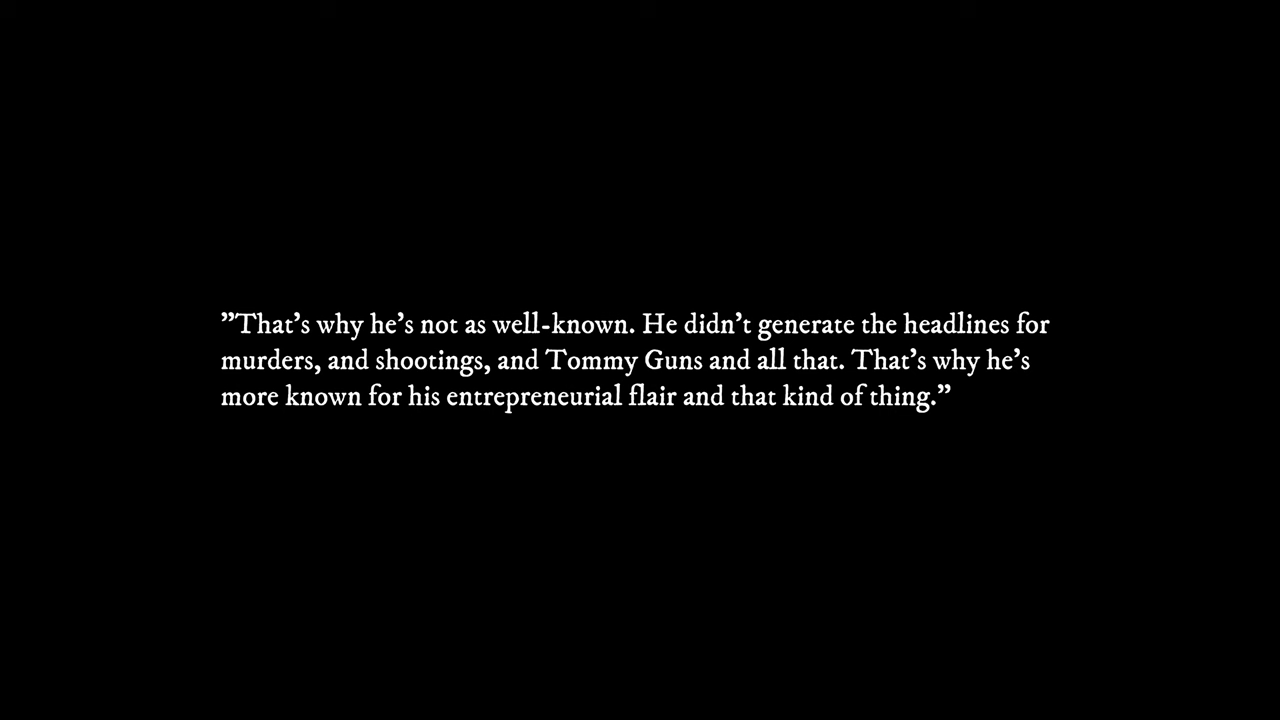 ”That’s why he’s not as well-known. He didn’t generate the headlines for
murders, and shootings, and Tommy Guns and all that. That’s why he’s
more known for his entrepreneurial flair and that kind of thing.”